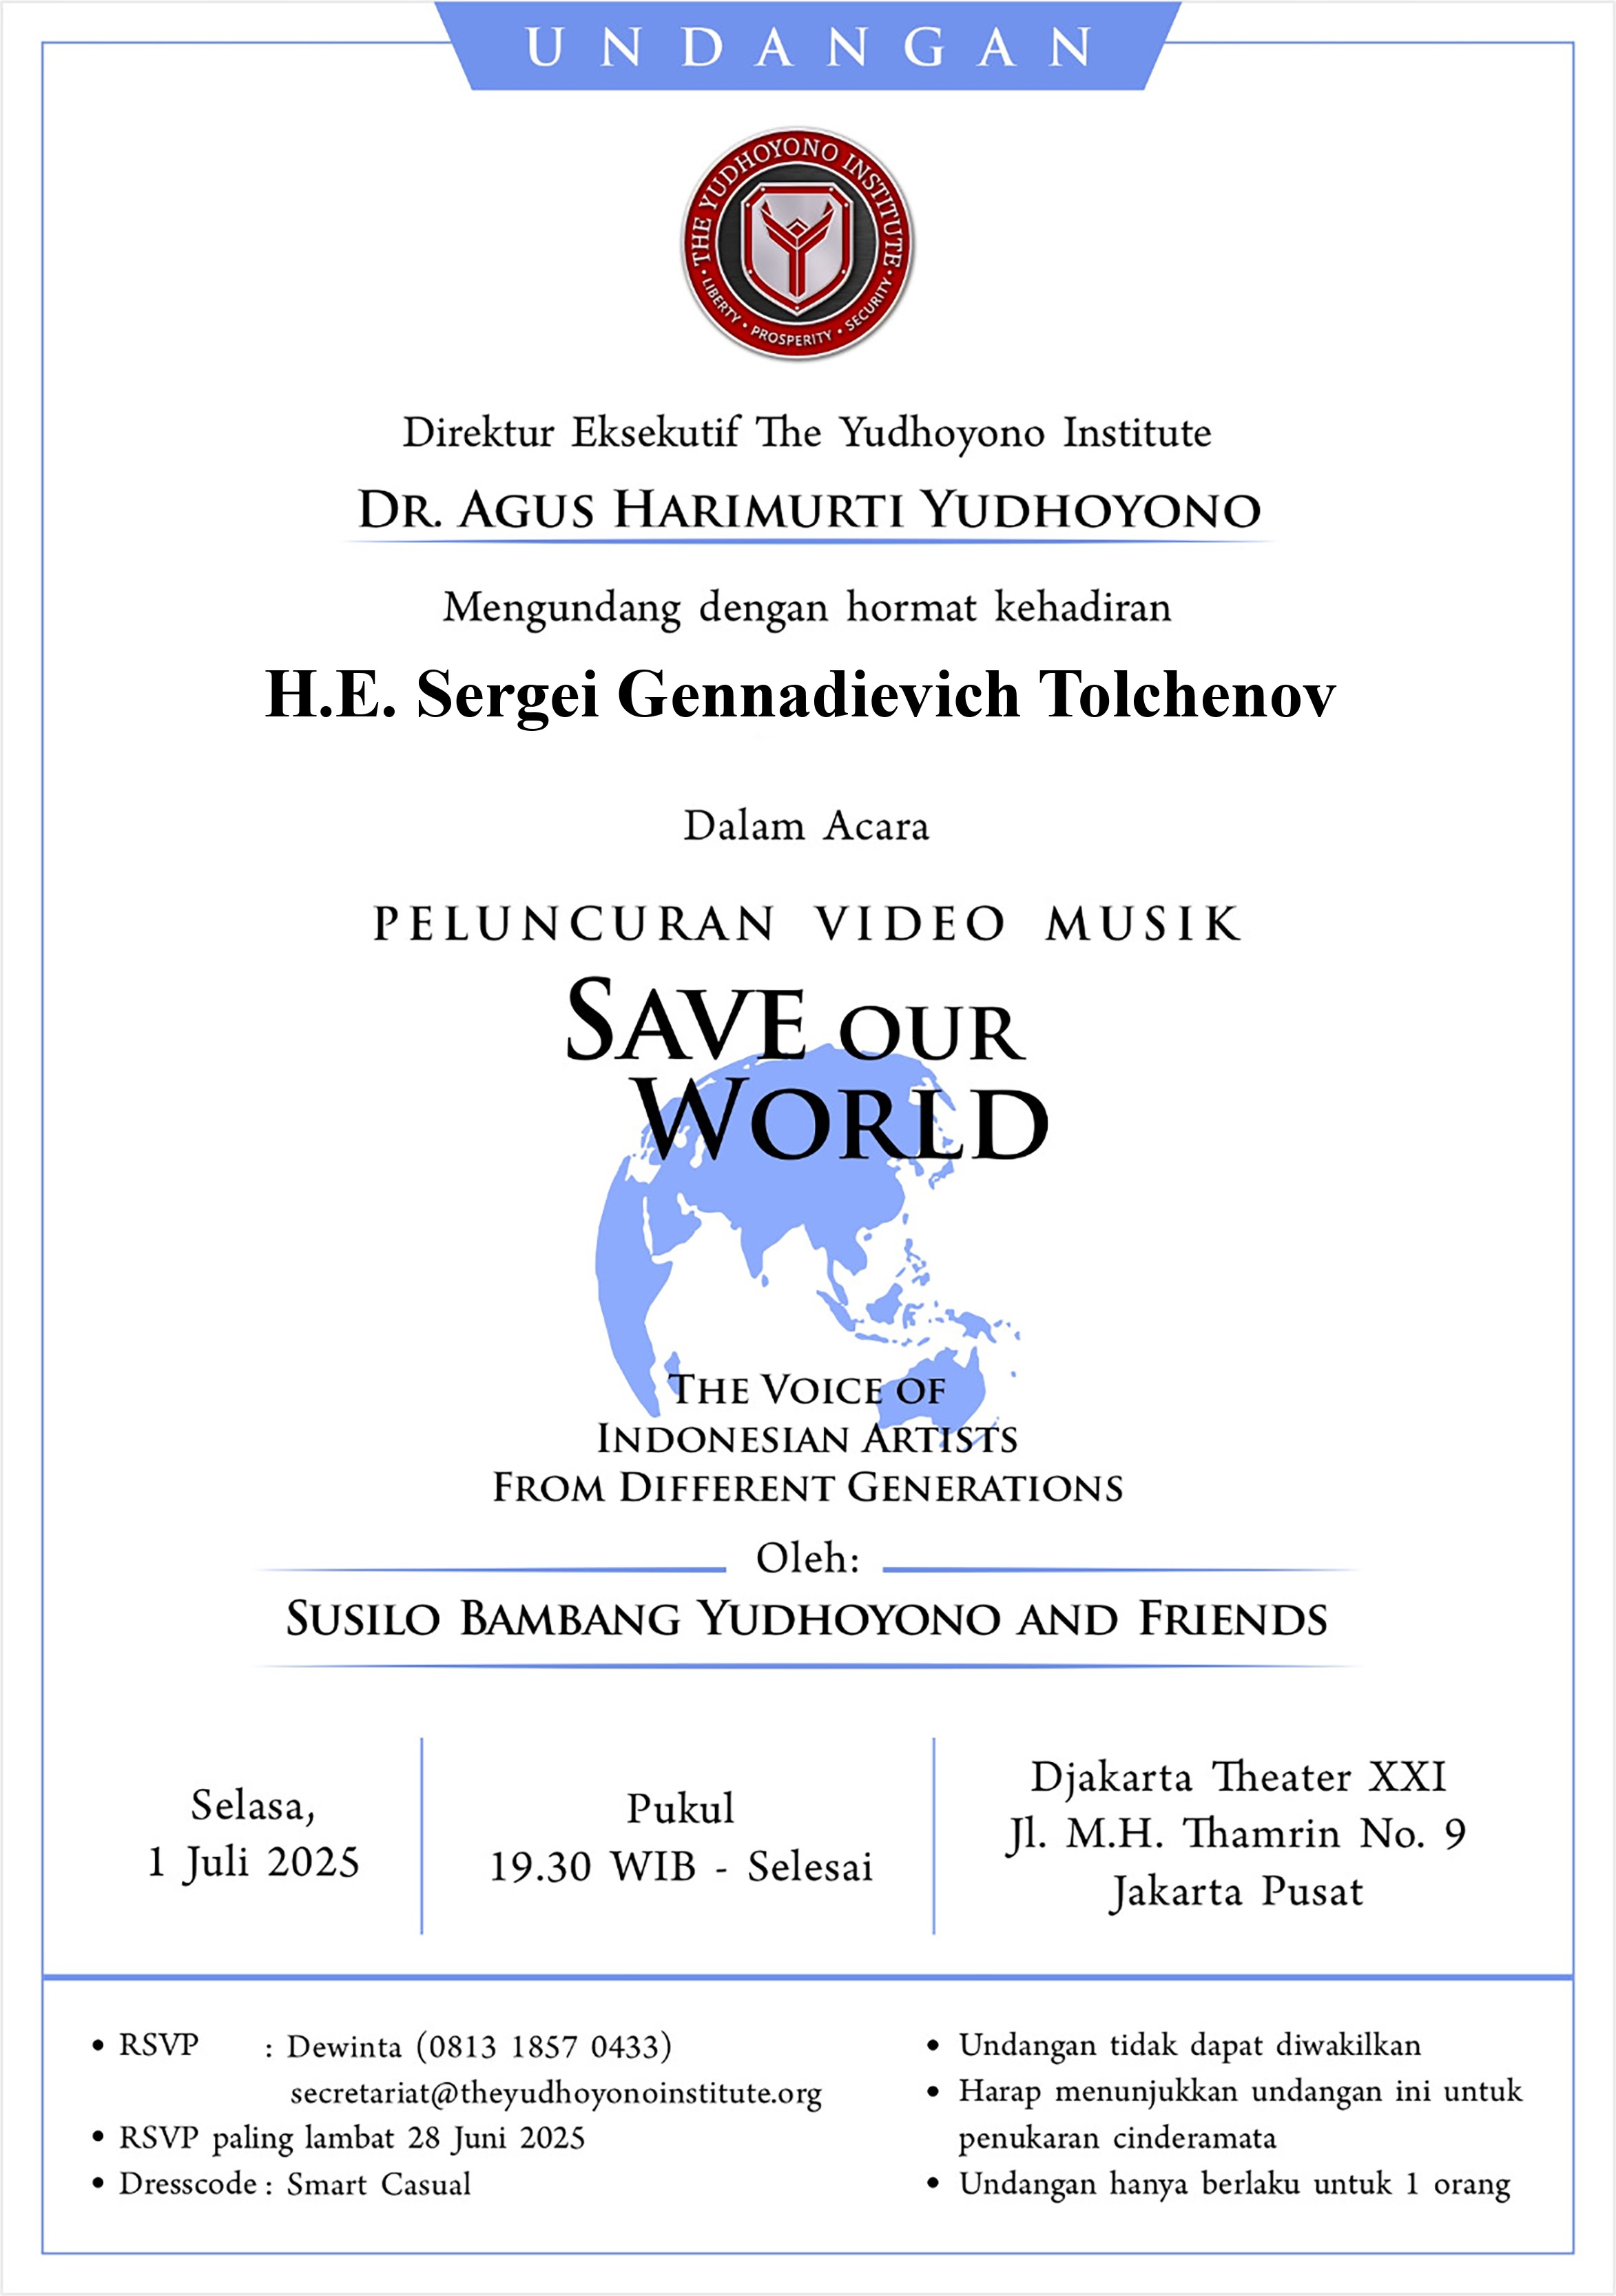 UNDANGAN
THE YUDHOYONO INSTITUTE
LIBERTY • PROSPERITY • SECURITY
Direktur Eksekutif The Yudhoyono Institute
DR. AGUS HARIMURTI YUDHOYONO
Mengundang dengan hormat kehadiran
H.E. Sergei Gennadievich Tolchenov
Dalam Acara
PELUNCURAN VIDEO MUSIK
SAVE OUR
WORLD
THE VOICE OF
INDONESIAN ARTISTS
FROM DIFFERENT GENERATIONS
Oleh:
SUSILO BAMBANG YUDHOYONO AND FRIENDS
Selasa,
1 Juli 2025
Pukul
19.30 WIB - Selesai
Djakarta Theater XXI
Jl. M.H. Thamrin No. 9
Jakarta Pusat
• RSVP : Dewinta (0813 1857 0433)
secretariat@theyudhoyonoinstitute.org
• RSVP paling lambat 28 Juni 2025
• Dresscode : Smart Casual
• Undangan tidak dapat diwakilkan
• Harap menunjukkan undangan ini untuk
penukaran cinderamata
• Undangan hanya berlaku untuk 1 orang